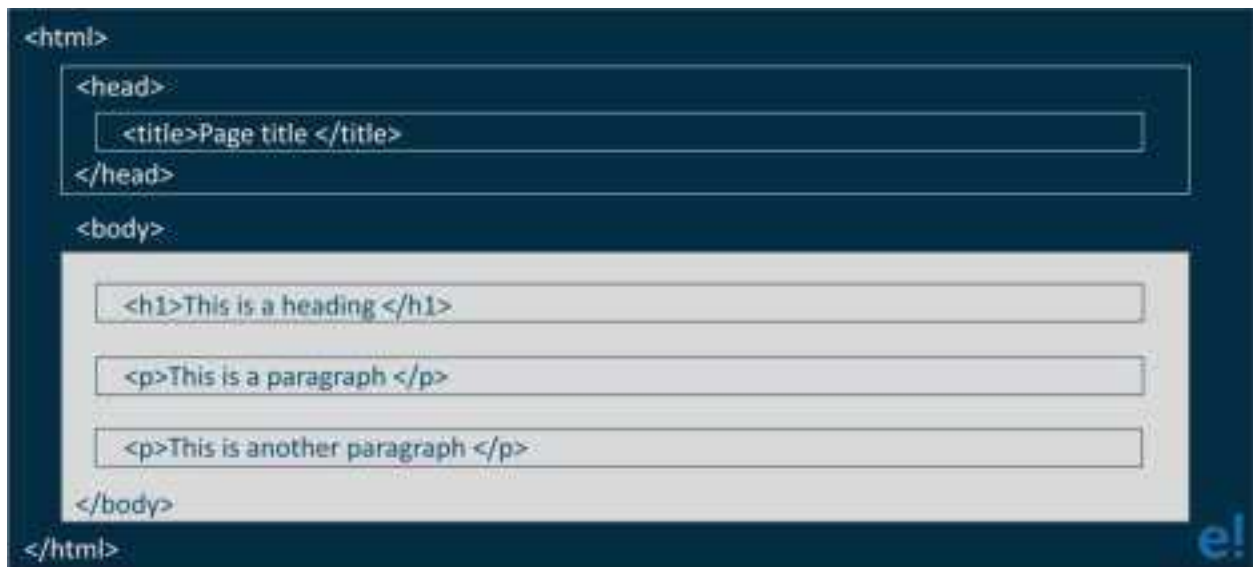 <html>
<head>
<title>Page title </title>
</head>
<body>
<h1>This is a heading </h1>
<p>This is a paragraph </p>
<p>This is another paragraph </p>
</body>
</html>
e!